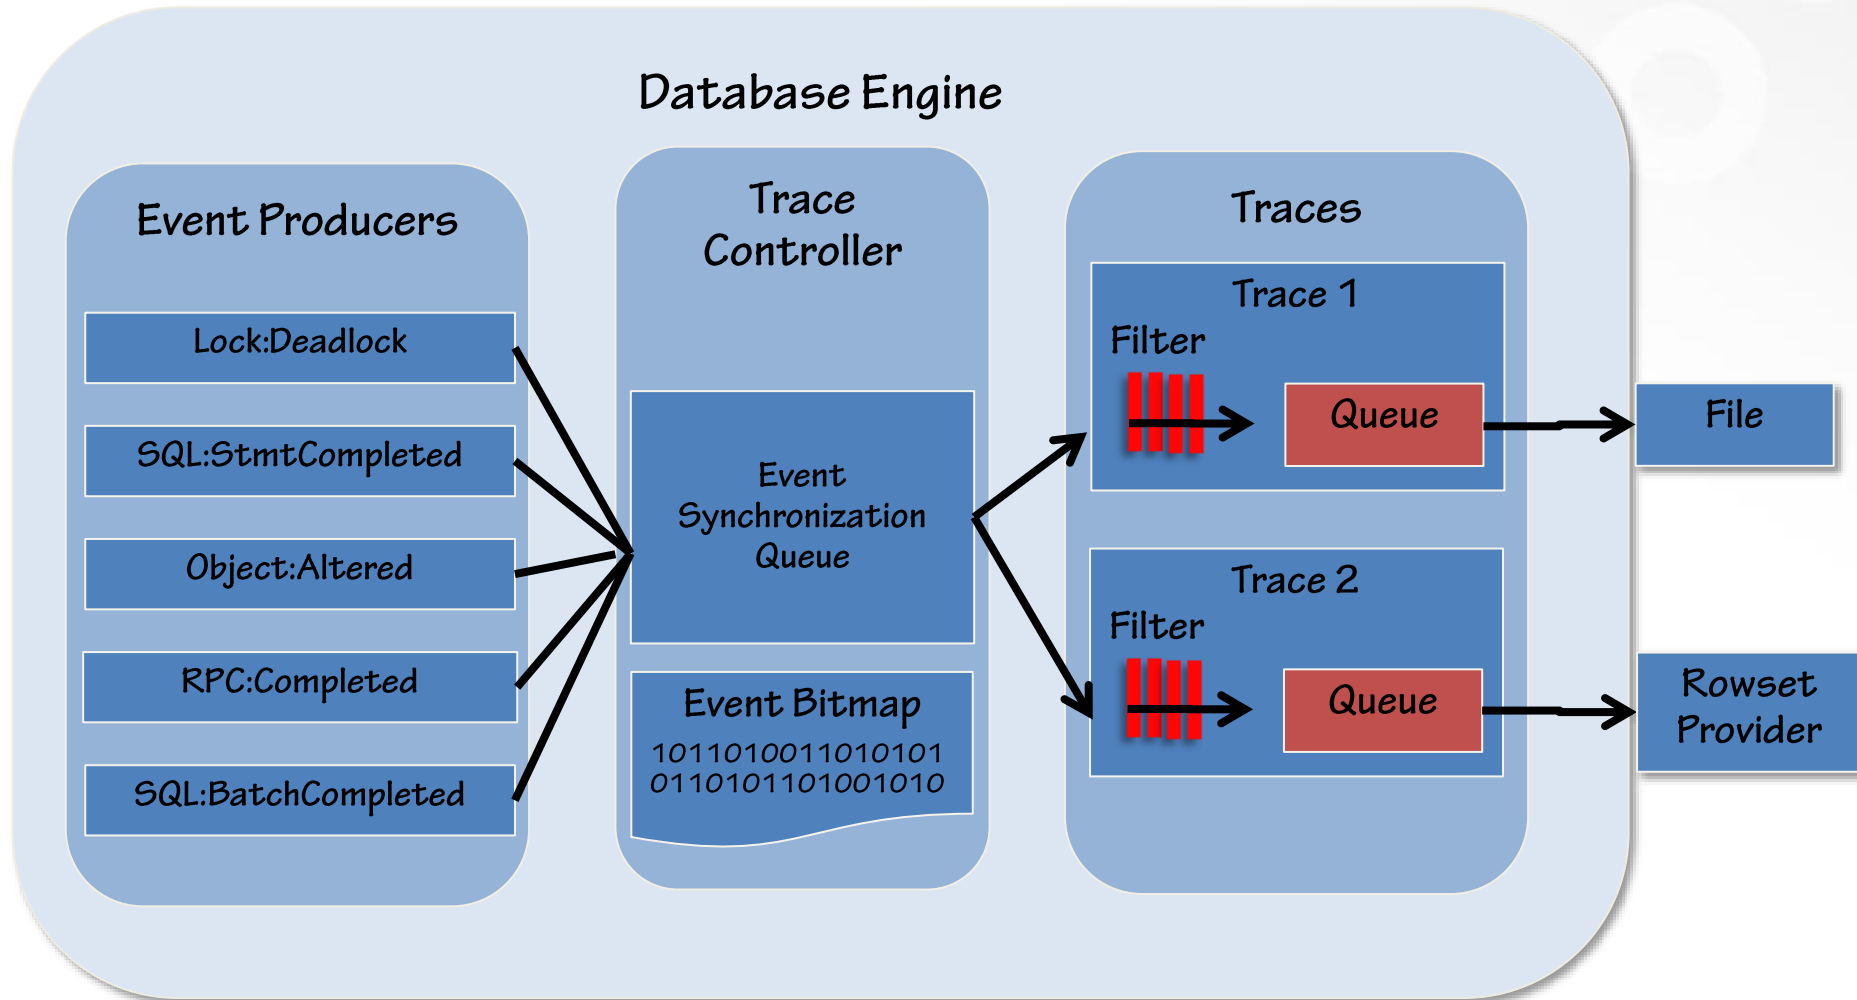 Database Engine
Event Producers
Lock:Deadlock
SQL:StmtCompleted
Object:Altered
RPC:Completed
SQL:BatchCompleted
Trace
Controller
Event
Synchronization
Queue
Event Bitmap
1011010011010101
0110101101001010
Traces
Trace 1
Filter
Queue
Trace 2
Filter
Queue
File
Rowset
Provider